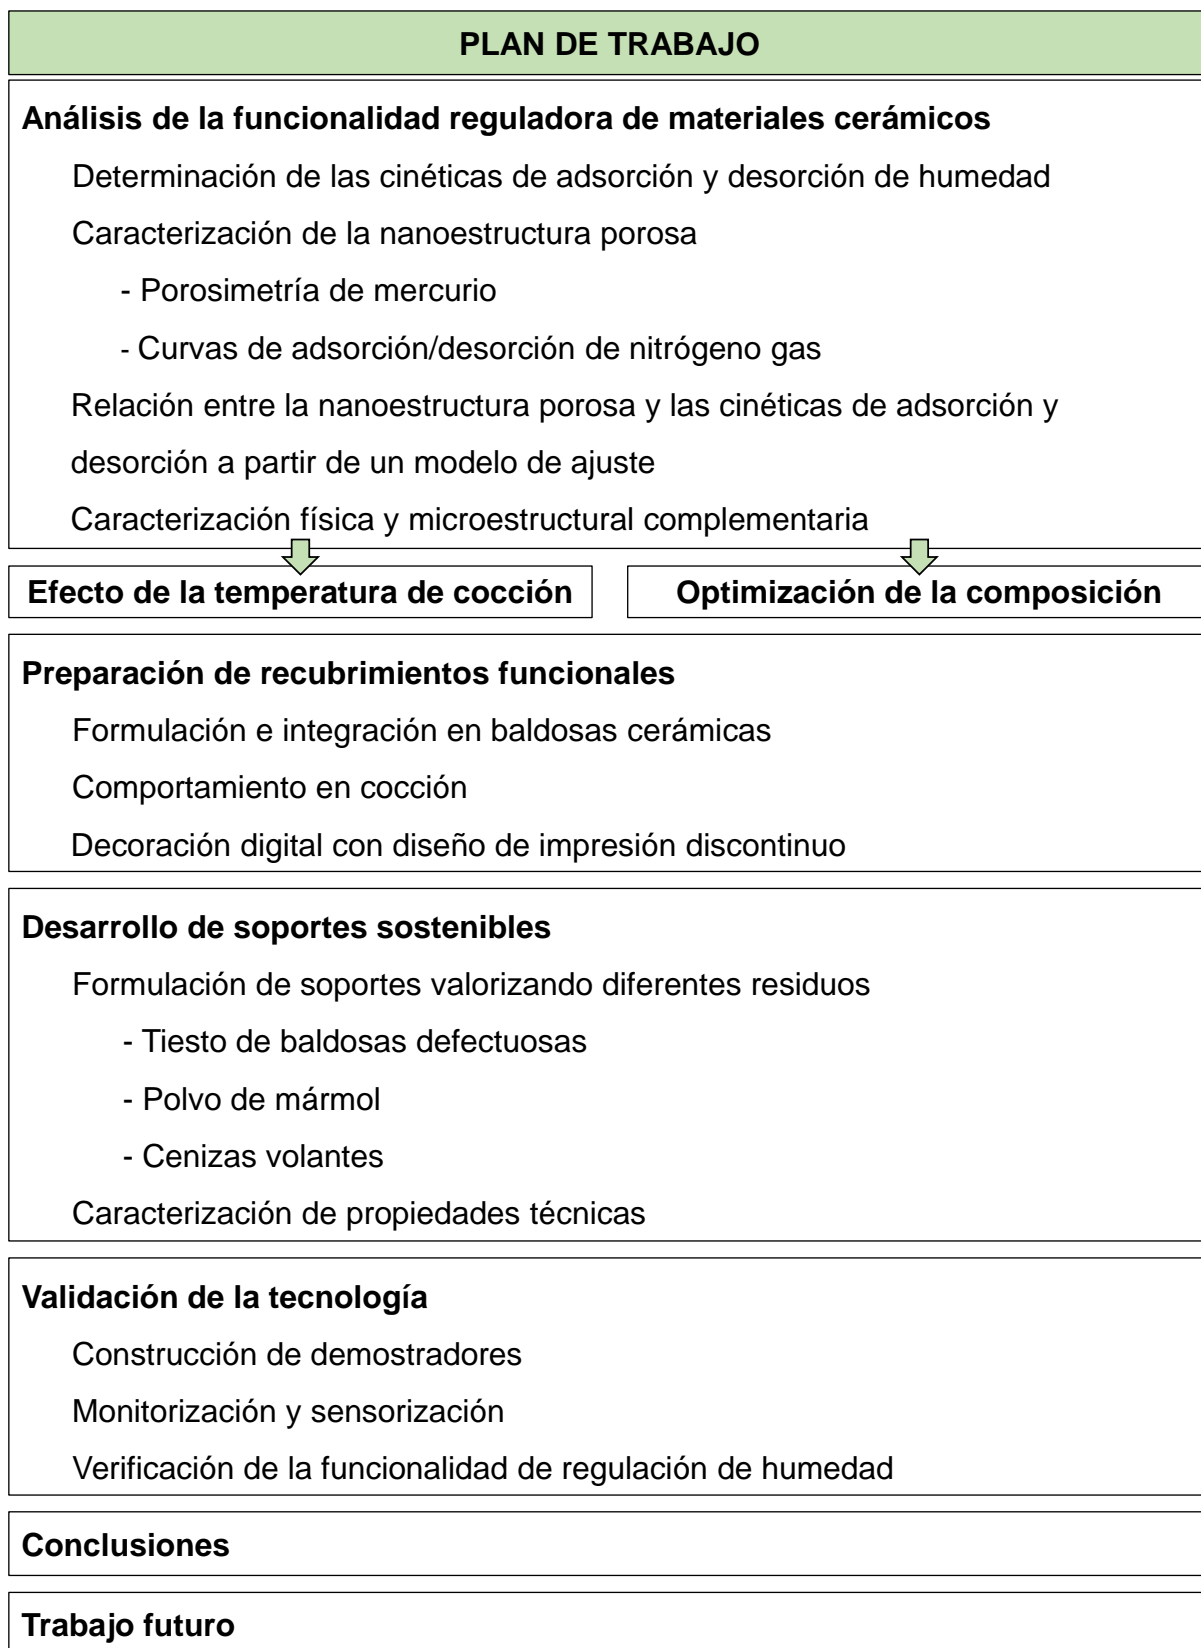 PLAN DE TRABAJO
Análisis de la funcionalidad reguladora de materiales cerámicos
Determinación de las cinéticas de adsorción y desorción de humedad
Caracterización de la nanoestructura porosa
- Porosimetría de mercurio
- Curvas de adsorción/desorción de nitrógeno gas
Relación entre la nanoestructura porosa y las cinéticas de adsorción y
desorción a partir de un modelo de ajuste
Caracterización física y microestructural complementaria
Efecto de la temperatura de cocción
Optimización de la composición
Preparación de recubrimientos funcionales
Formulación e integración en baldosas cerámicas
Comportamiento en cocción
Decoración digital con diseño de impresión discontinuo
Desarrollo de soportes sostenibles
Formulación de soportes valorizando diferentes residuos
- Tiesto de baldosas defectuosas
- Polvo de mármol
- Cenizas volantes
Caracterización de propiedades técnicas
Validación de la tecnología
Construcción de demostradores
Monitorización y sensorización
Verificación de la funcionalidad de regulación de humedad
Conclusiones
Trabajo futuro